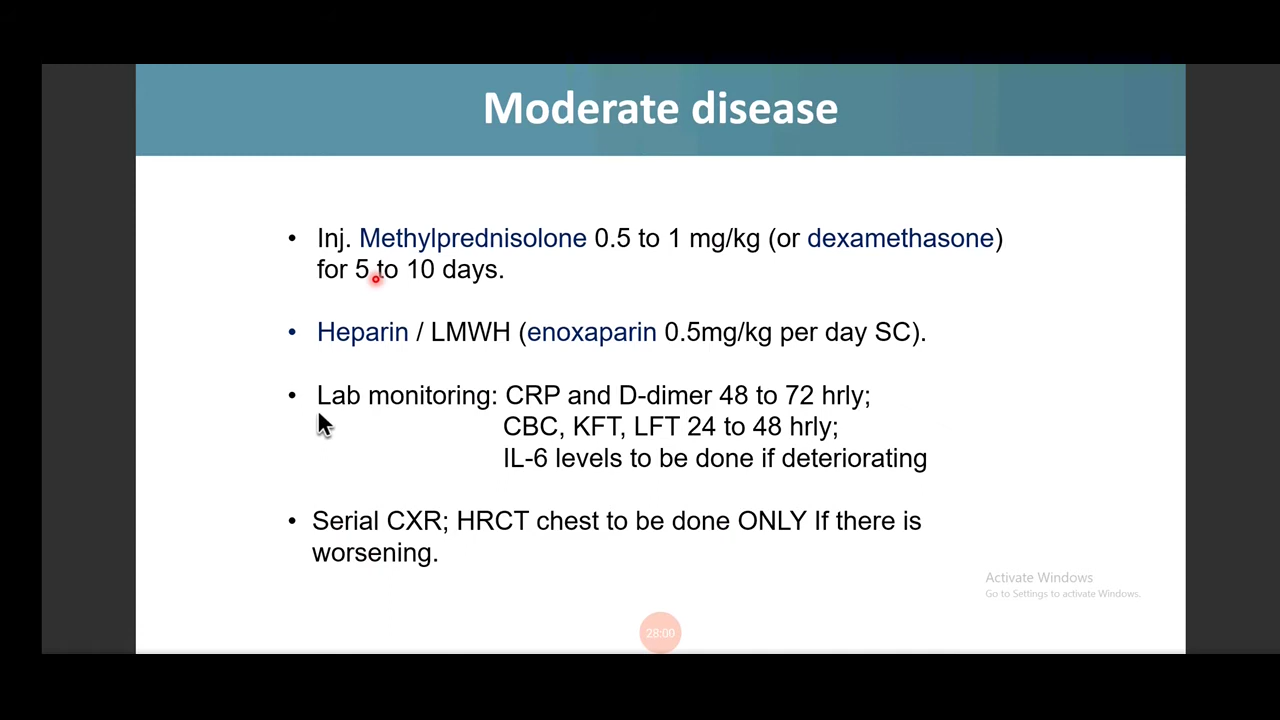 Moderate disease
• Inj. Methylprednisolone 0.5 to 1 mg/kg (or dexamethasone)
for 5 to 10 days.
• Heparin / LMWH (enoxaparin 0.5mg/kg per day SC).
• Lab monitoring: CRP and D-dimer 48 to 72 hrly;
CBC, KFT, LFT 24 to 48 hrly;
IL-6 levels to be done if deteriorating
• Serial CXR; HRCT chest to be done ONLY If there is
worsening.
Activate Windows
Go to Settings to activate Windows.
28:00